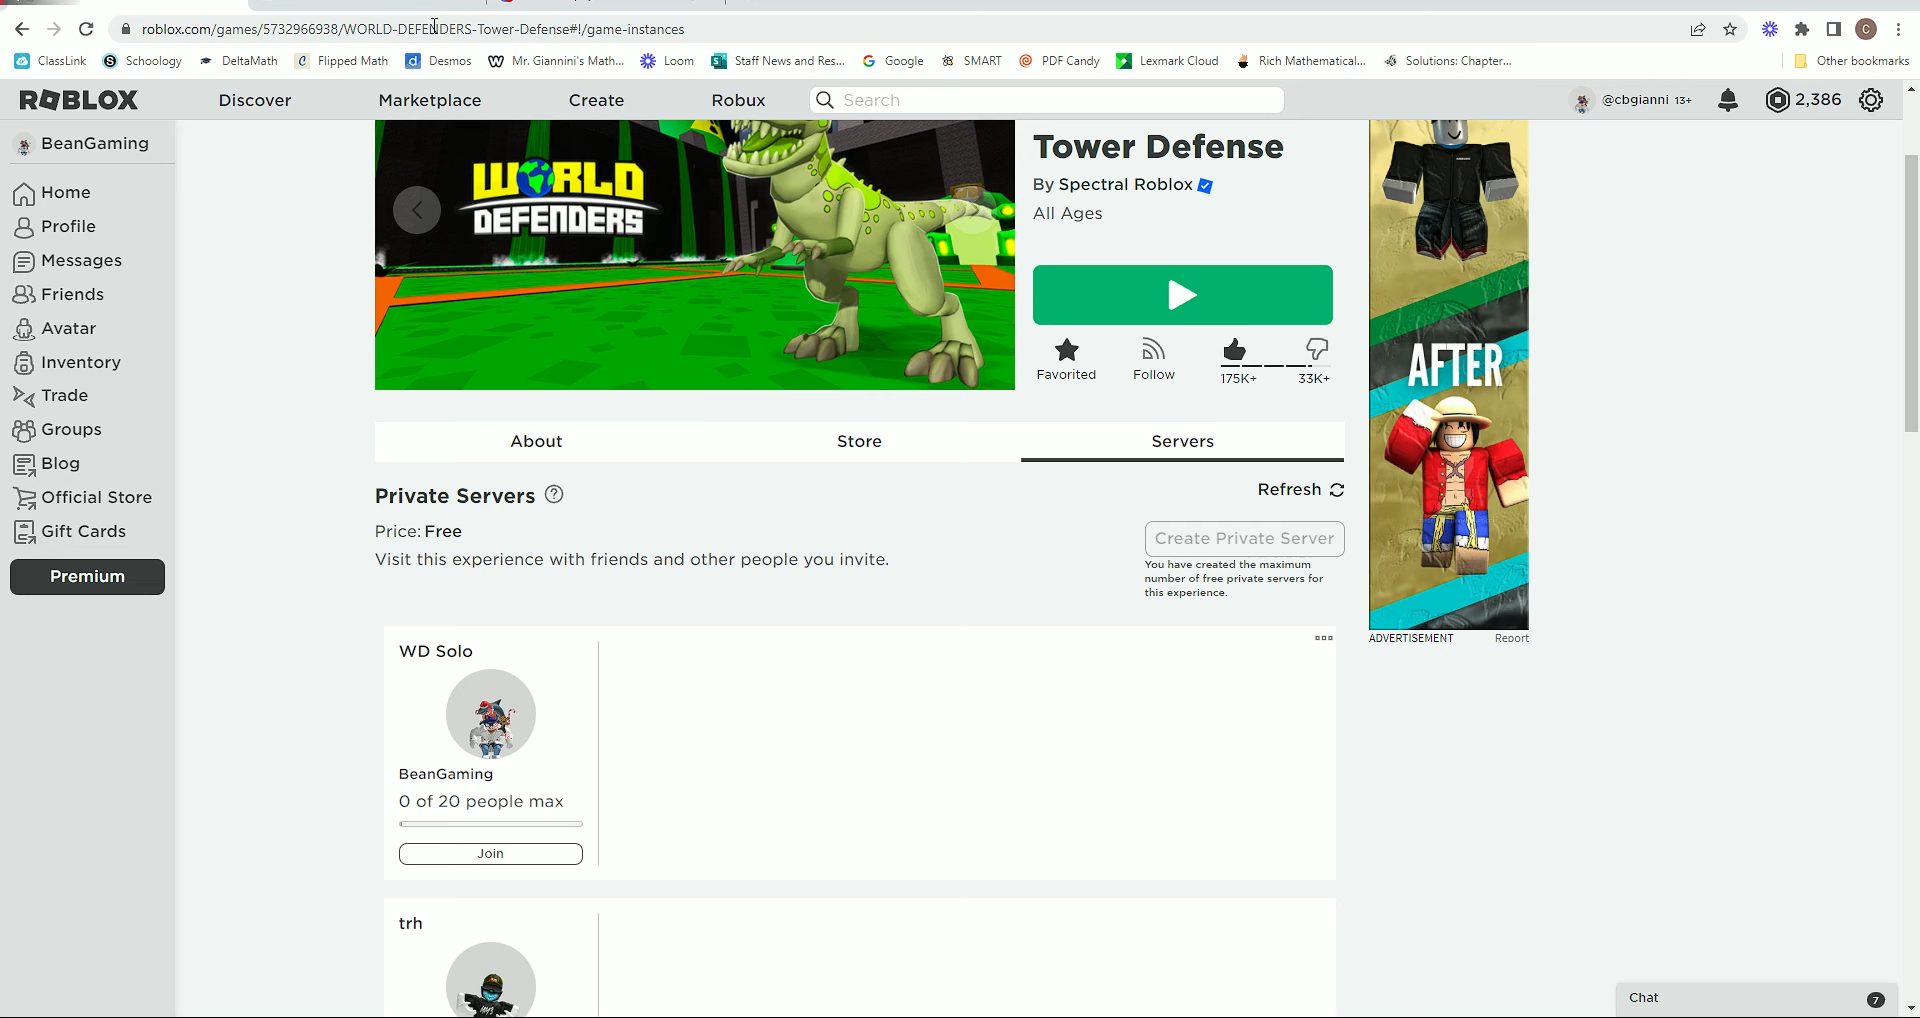 roblox.com/games/5732966938/WORLD-DEFENDERS-Tower-Defense#!/game-instances
C
ClassLink
Schoology
DeltaMath
Flipped Math
Desmos
Mr. Giannini's Math...
Loom
Staff News and Res...
Google
SMART
PDF Candy
Lexmark Cloud
Rich Mathematical...
Solutions: Chapter...
Other bookmarks
ROBLOX
Discover
Marketplace
Create
Robux
Search
@cbgianni 13+
2,386
BeanGaming
Home
Profile
Messages
Friends
Avatar
Inventory
Trade
Groups
Blog
Official Store
Gift Cards
Premium
WORLD
DEFENDERS
Tower Defense
By Spectral Roblox
All Ages
Favorited
Follow
175K+
33K+
About
Store
Servers
Private Servers ?
Refresh
Price: Free
Visit this experience with friends and other people you invite.
Create Private Server
You have created the maximum
number of free private servers for
this experience.
WD Solo
BeanGaming
0 of 20 people max
Join
trh
AFTER
ADVERTISEMENT
Report
Chat
7